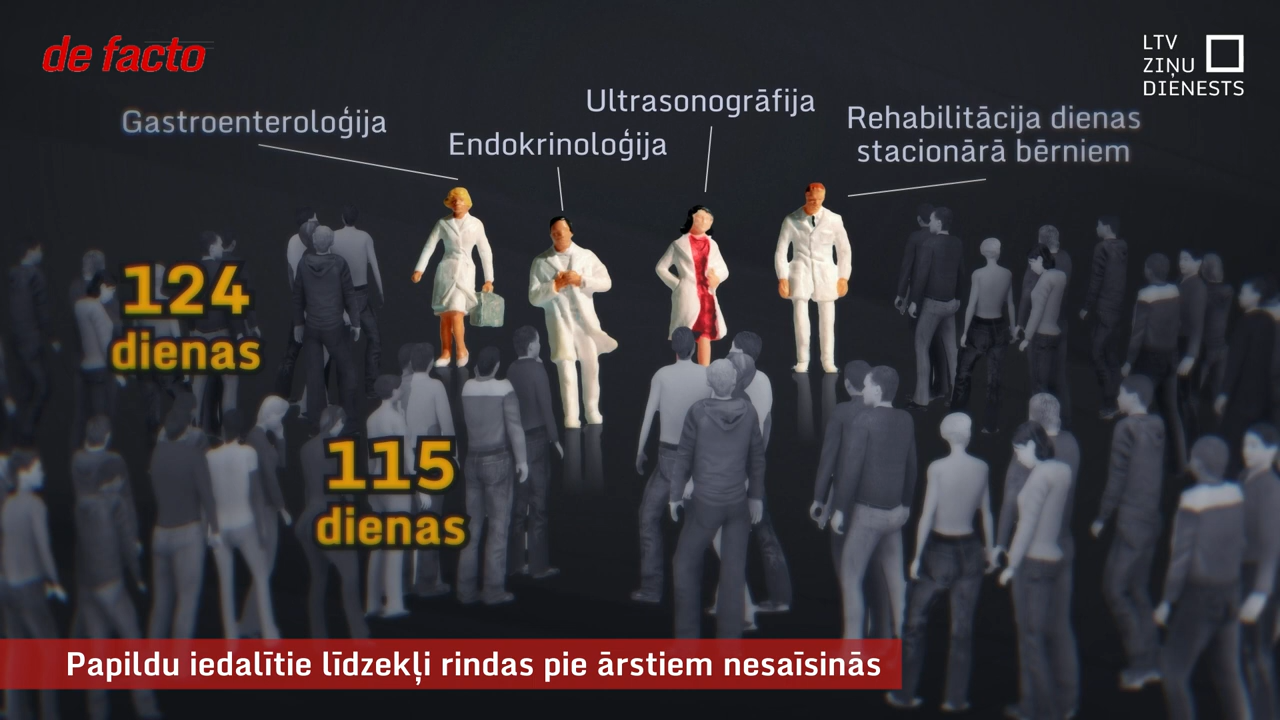 de facto
LTV
ZIŅU
DIENESTS
Gastroenteroloģija
Endokrinoloģija
Ultrasonogrāfija
Rehabilitācija dienas
stacionārā bērniem
124
dienas
115
dienas
Papildu iedalītie līdzekļi rindas pie ārstiem nesaīsinās